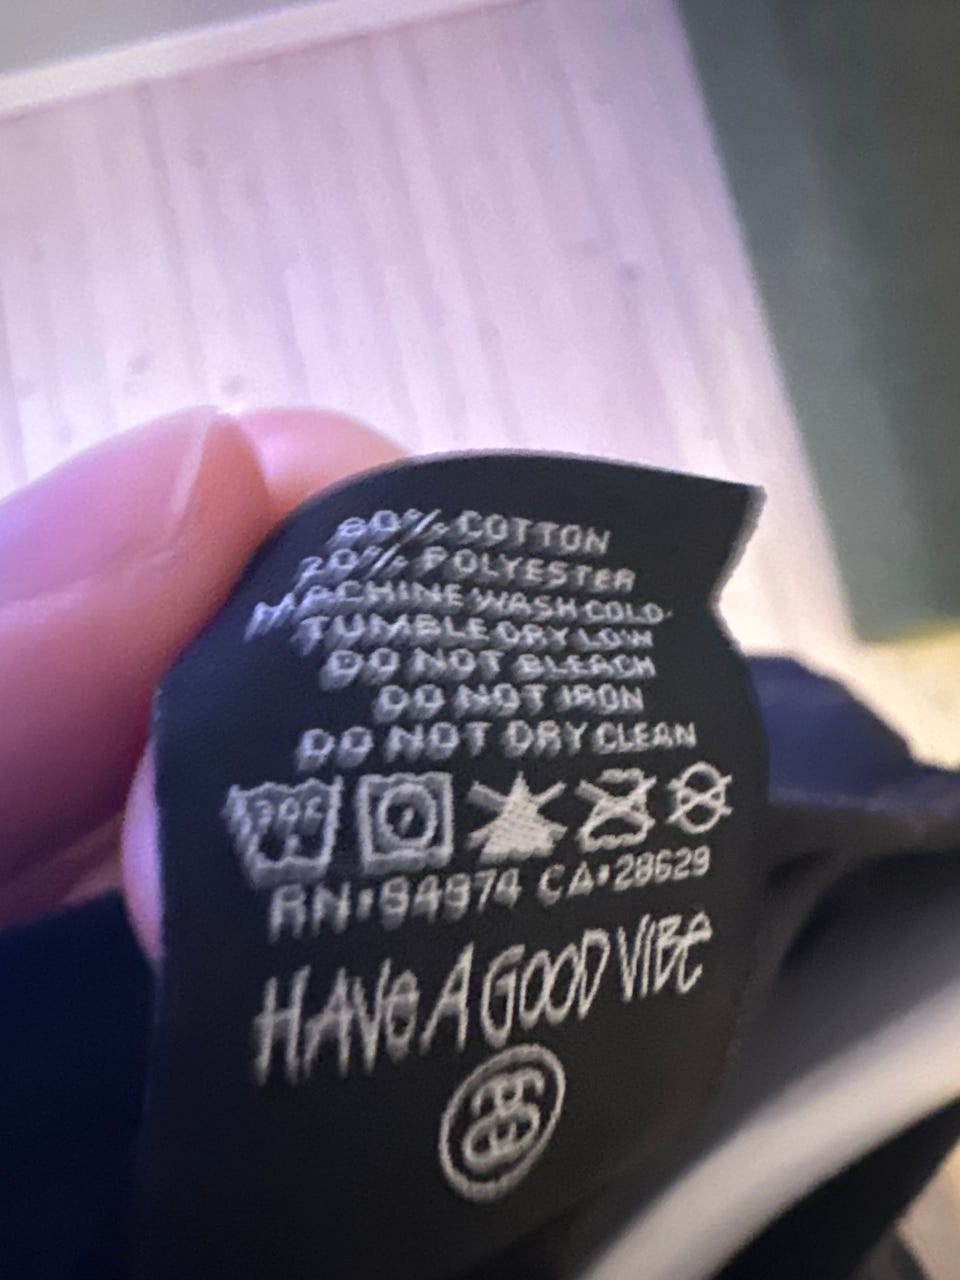 80% COTTON
20% POLYESTER
MACHINE WASH COLD
TUMBLE DRY LOW
DO NOT BLEACH
DO NOT IRON
DO NOT DRY CLEAN
30°C
RN:94974 CA:28629
HAVE A GOOD VIBE